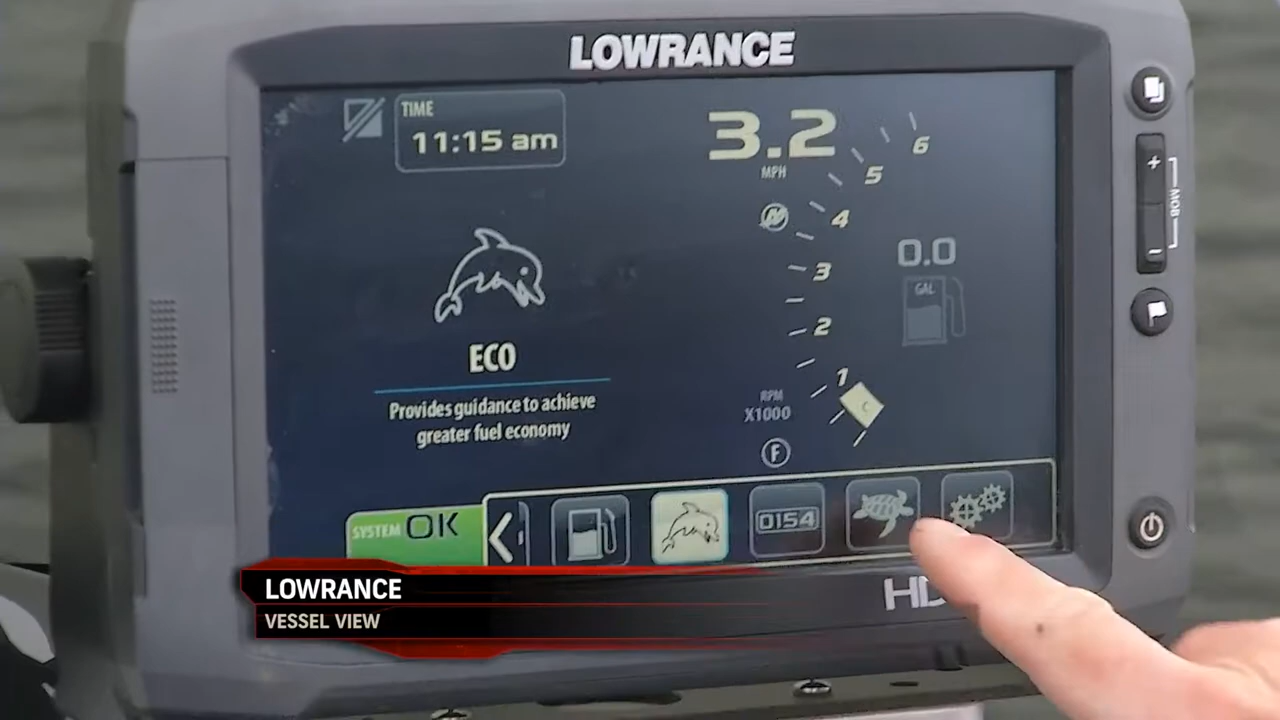 LOWRANCE
TIME
11:15 am
3.2
MPH
6
5
4
3
2
1
0.0
GAL
ECO
Provides guidance to achieve
greater fuel economy
RPM
X1000
F
SYSTEM OK
0154
+
MOB
-
LOWRANCE
VESSEL VIEW
HD